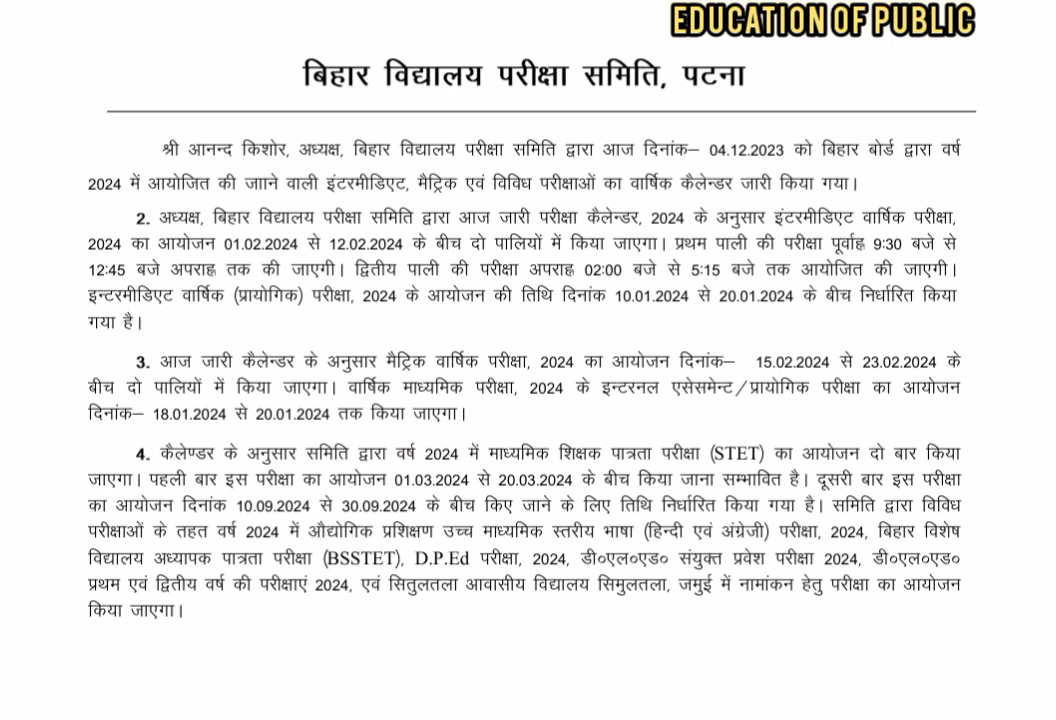 EDUCATION OF PUBLIC
बिहार विद्यालय परीक्षा समिति, पटना
श्री आनन्द किशोर, अध्यक्ष, बिहार विद्यालय परीक्षा समिति द्वारा आज दिनांक– 04.12.2023 को बिहार बोर्ड द्वारा वर्ष
2024 में आयोजित की जााने वाली इंटरमीडिएट, मैट्रिक एवं विविध परीक्षाओं का वार्षिक कैलेन्डर जारी किया गया।
2. अध्यक्ष, बिहार विद्यालय परीक्षा समिति द्वारा आज जारी परीक्षा कैलेन्डर, 2024 के अनुसार इंटरमीडिएट वार्षिक परीक्षा,
2024 का आयोजन 01.02.2024 से 12.02.2024 के बीच दो पालियों में किया जाएगा। प्रथम पाली की परीक्षा पूर्वाह्न 9:30 बजे से
12:45 बजे अपराह्न तक की जाएगी। द्वितीय पाली की परीक्षा अपराह्न 02:00 बजे से 5:15 बजे तक आयोजित की जाएगी।
इन्टरमीडिएट वार्षिक (प्रायोगिक) परीक्षा, 2024 के आयोजन की तिथि दिनांक 10.01.2024 से 20.01.2024 के बीच निर्धारित किया
गया है।
3. आज जारी कैलेन्डर के अनुसार मैट्रिक वार्षिक परीक्षा, 2024 का आयोजन दिनांक– 15.02.2024 से 23.02.2024 के
बीच दो पालियों में किया जाएगा। वार्षिक माध्यमिक परीक्षा, 2024 के इन्टरनल एसेसमेन्ट/प्रायोगिक परीक्षा का आयोजन
दिनांक– 18.01.2024 से 20.01.2024 तक किया जाएगा।
4. कैलेण्डर के अनुसार समिति द्वारा वर्ष 2024 में माध्यमिक शिक्षक पात्रता परीक्षा (STET) का आयोजन दो बार किया
जाएगा। पहली बार इस परीक्षा का आयोजन 01.03.2024 से 20.03.2024 के बीच किया जाना सम्भावित है। दूसरी बार इस परीक्षा
का आयोजन दिनांक 10.09.2024 से 30.09.2024 के बीच किए जाने के लिए तिथि निर्धारित किया गया है। समिति द्वारा विविध
परीक्षाओं के तहत वर्ष 2024 में औद्योगिक प्रशिक्षण उच्च माध्यमिक स्तरीय भाषा (हिन्दी एवं अंग्रेजी) परीक्षा, 2024, बिहार विशेष
विद्यालय अध्यापक पात्रता परीक्षा (BSSTET), D.P.Ed परीक्षा, 2024, डी०एल०एड० संयुक्त प्रवेश परीक्षा 2024, डी०एल०एड०
प्रथम एवं द्वितीय वर्ष की परीक्षाएं 2024, एवं सितुलतला आवासीय विद्यालय सिमुलतला, जमुई में नामांकन हेतु परीक्षा का आयोजन
किया जाएगा।